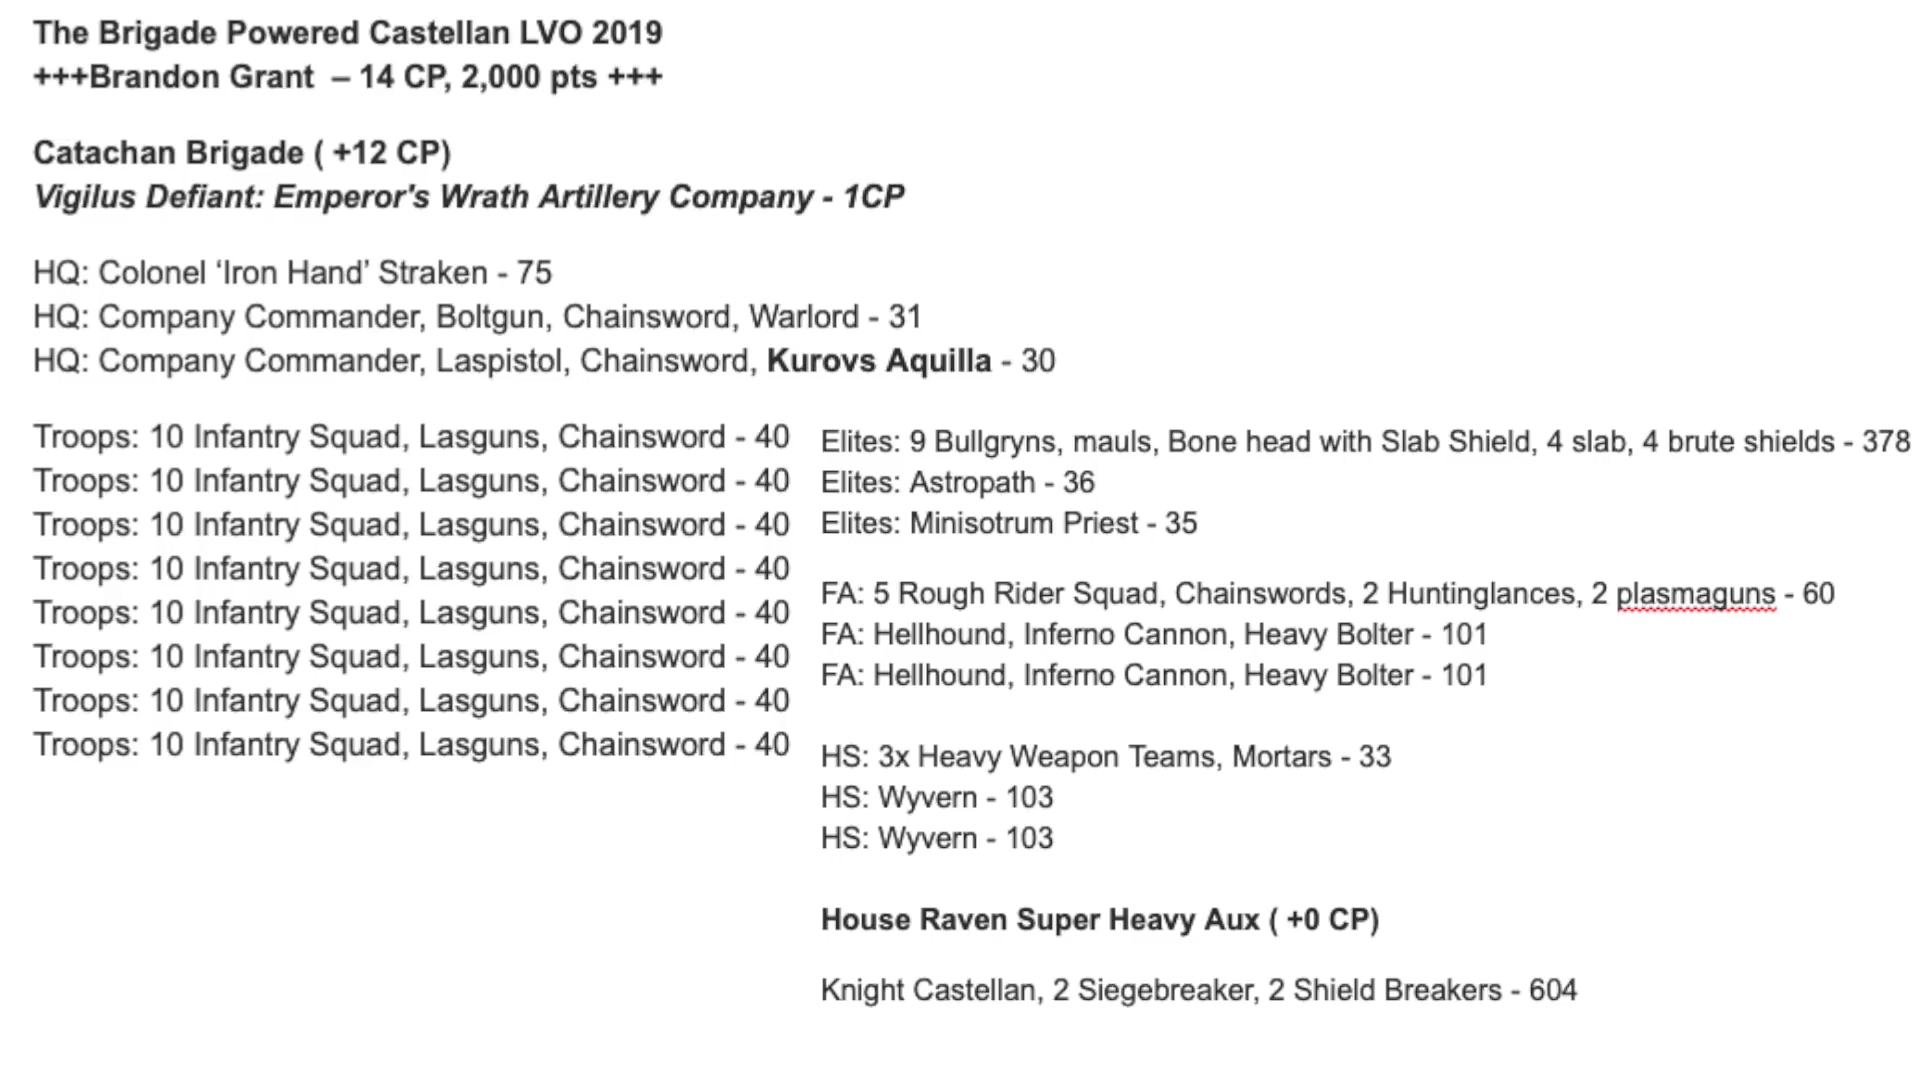 The Brigade Powered Castellan LVO 2019
+++Brandon Grant – 14 CP, 2,000 pts +++
Catachan Brigade ( +12 CP)
Vigilus Defiant: Emperor's Wrath Artillery Company - 1CP
HQ: Colonel ‘Iron Hand’ Straken - 75
HQ: Company Commander, Boltgun, Chainsword, Warlord - 31
HQ: Company Commander, Laspistol, Chainsword, Kurovs Aquilla - 30
Troops: 10 Infantry Squad, Lasguns, Chainsword - 40
Troops: 10 Infantry Squad, Lasguns, Chainsword - 40
Troops: 10 Infantry Squad, Lasguns, Chainsword - 40
Troops: 10 Infantry Squad, Lasguns, Chainsword - 40
Troops: 10 Infantry Squad, Lasguns, Chainsword - 40
Troops: 10 Infantry Squad, Lasguns, Chainsword - 40
Troops: 10 Infantry Squad, Lasguns, Chainsword - 40
Troops: 10 Infantry Squad, Lasguns, Chainsword - 40
Elites: 9 Bullgryns, mauls, Bone head with Slab Shield, 4 slab, 4 brute shields - 378
Elites: Astropath - 36
Elites: Minisotrum Priest - 35
FA: 5 Rough Rider Squad, Chainswords, 2 Huntinglances, 2 plasmaguns - 60
FA: Hellhound, Inferno Cannon, Heavy Bolter - 101
FA: Hellhound, Inferno Cannon, Heavy Bolter - 101
HS: 3x Heavy Weapon Teams, Mortars - 33
HS: Wyvern - 103
HS: Wyvern - 103
House Raven Super Heavy Aux ( +0 CP)
Knight Castellan, 2 Siegebreaker, 2 Shield Breakers - 604